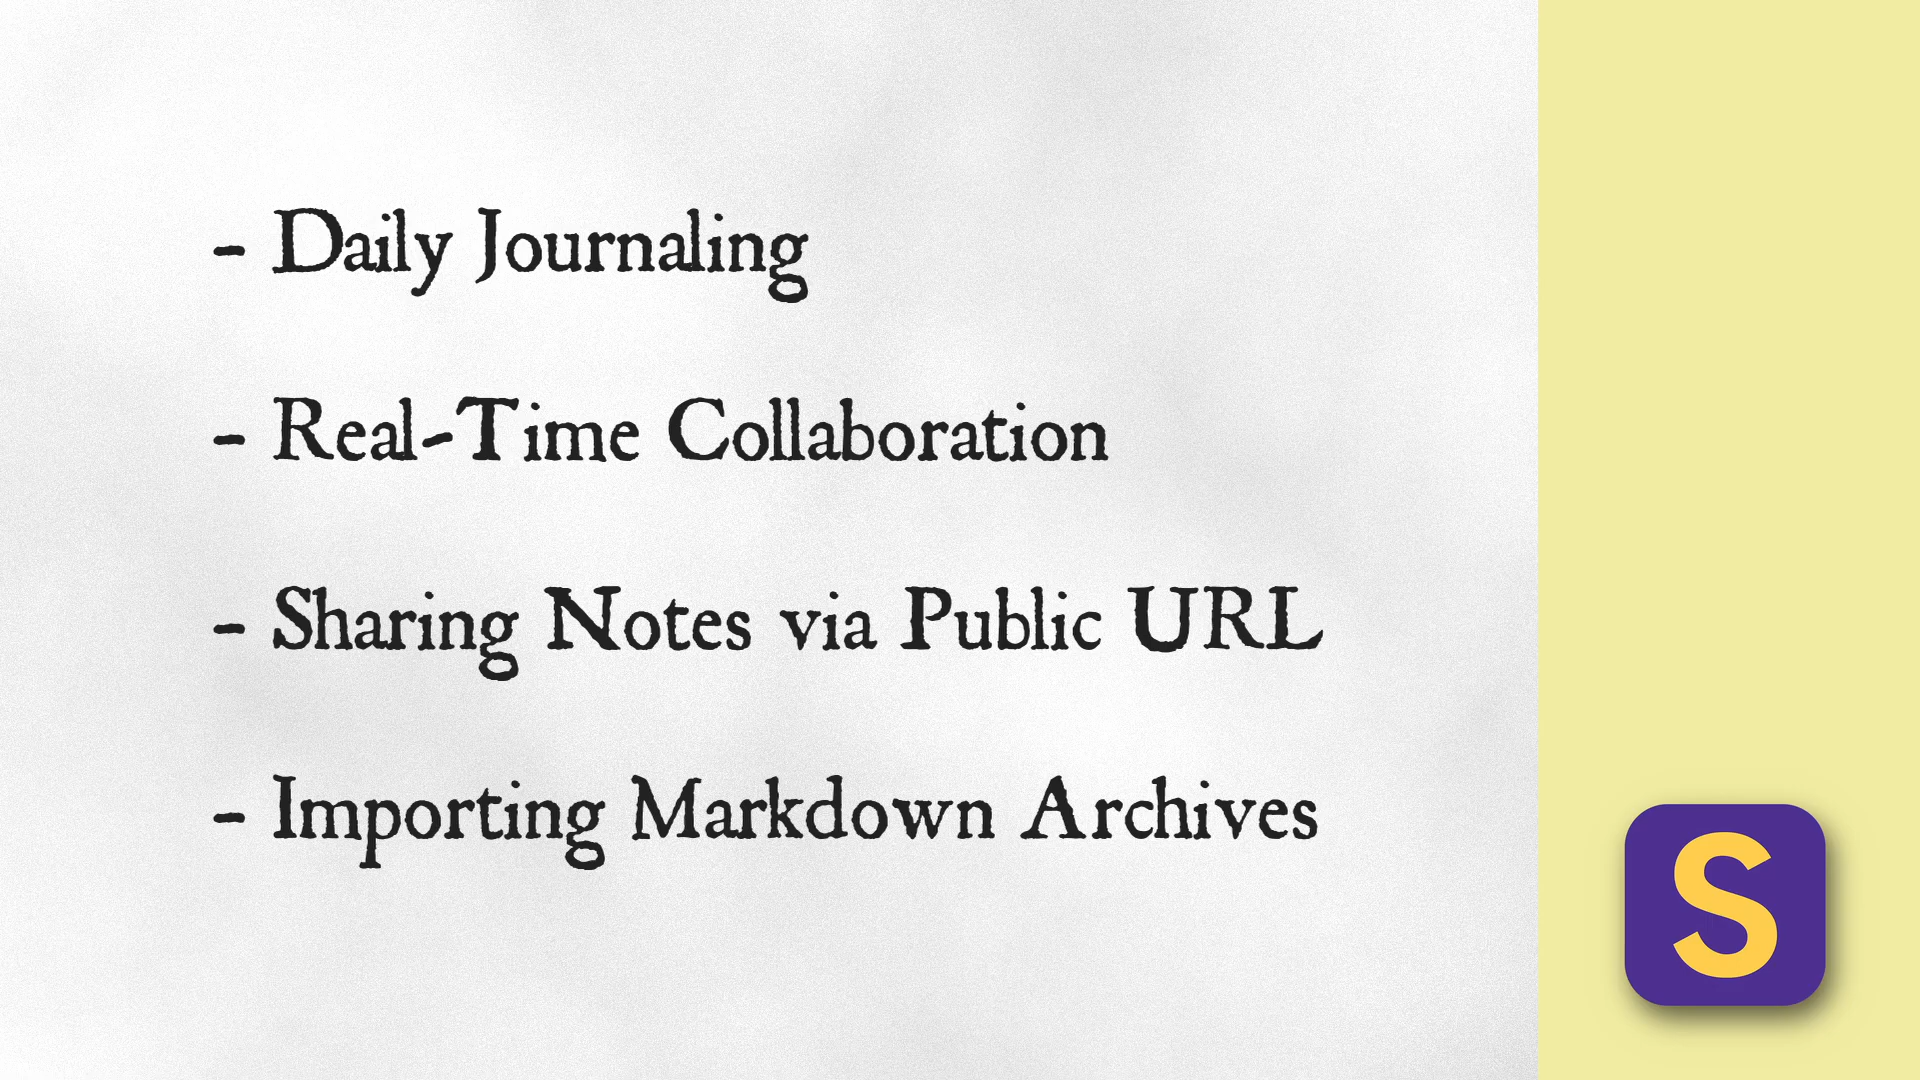 - Daily Journaling
- Real-Time Collaboration
- Sharing Notes via Public URL
- Importing Markdown Archives
S